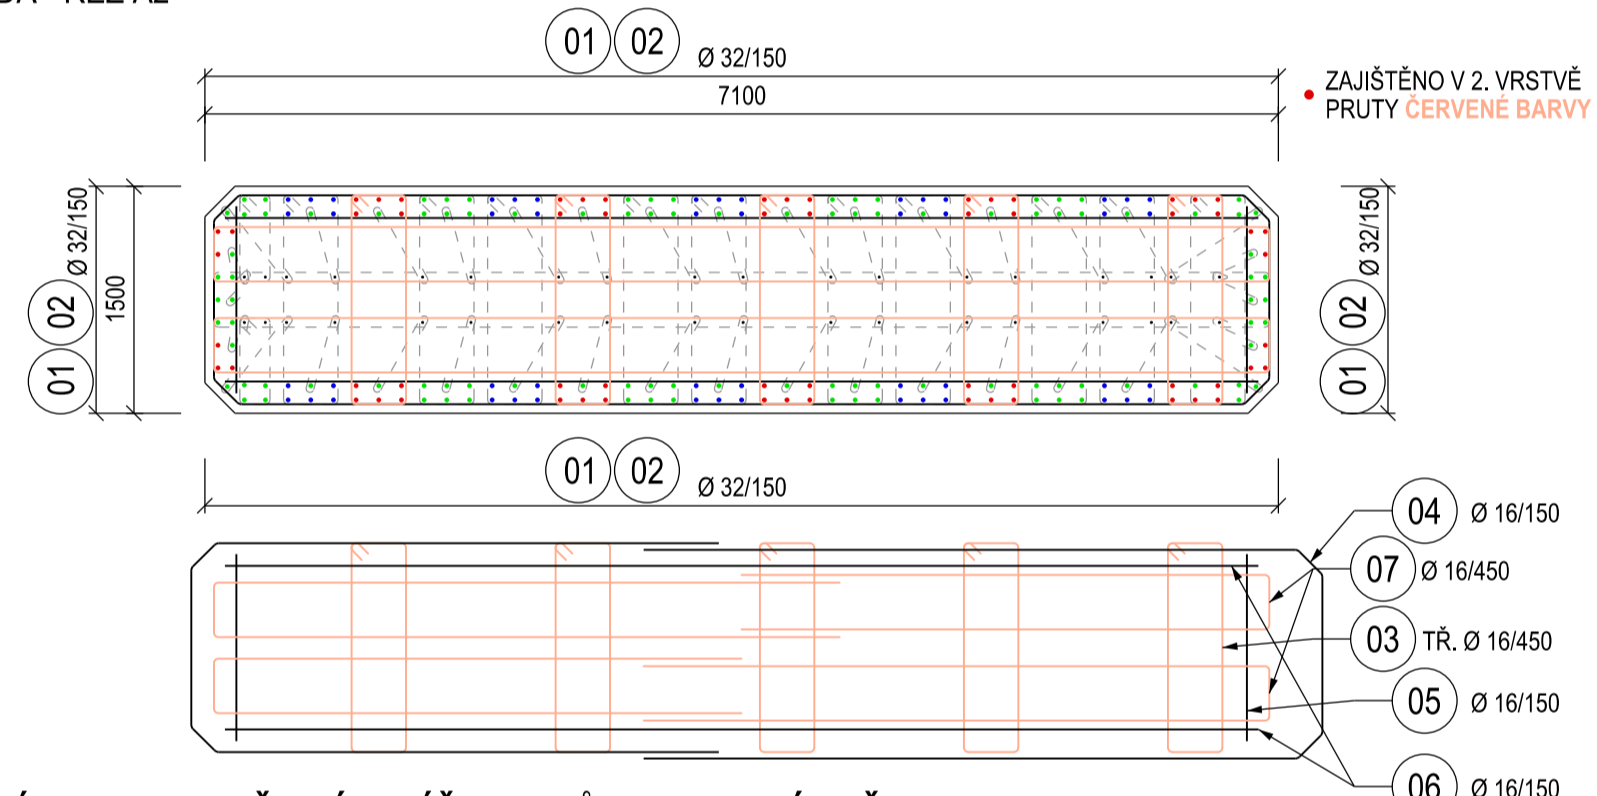 01 02 Ø 32/150
7100
ZAJIŠTĚNO V 2. VRSTVĚ
PRUTY ČERVENÉ BARVY
01 02 Ø 32/150
1500
01 02 Ø 32/150
01 02 Ø 32/150
04 Ø 16/150
07 Ø 16/450
03 TŘ. Ø 16/450
05 Ø 16/150
06 Ø 16/150